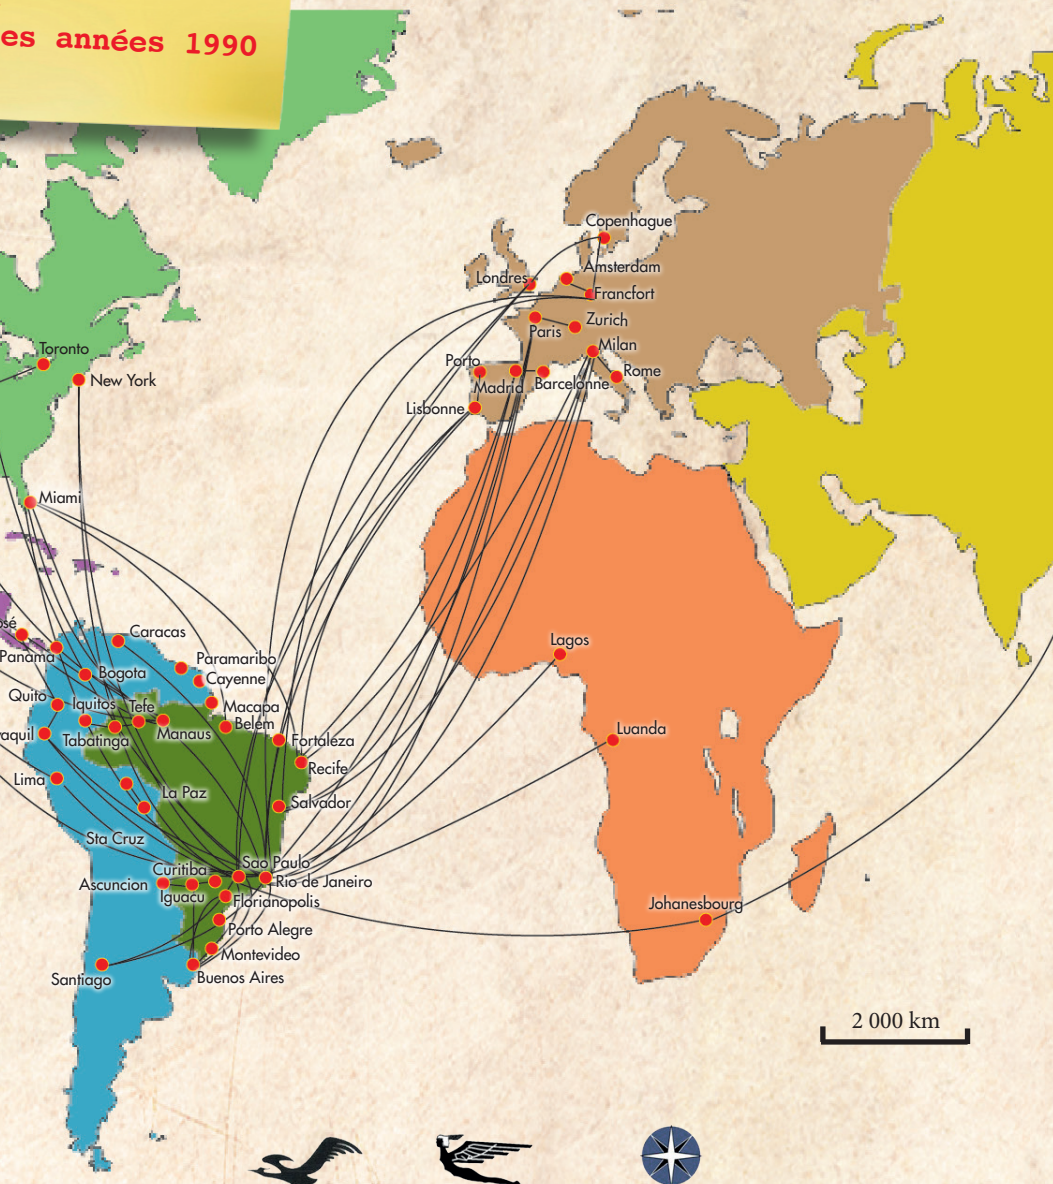 es années 1990
Copenhague
Amsterdam
Londres
Francfort
Paris
Zurich
Milan
Toronto
New York
Porto
Madrid
Barcelonne
Rome
Lisbonne
Miami
osé
Panama
Caracas
Paramaribo
Cayenne
Bogota
Quito
Iquitos
Tefe
Macapa
Belem
yaquil
Tabatinga
Manaus
Fortaleza
Recife
Lima
La Paz
Salvador
Sta Cruz
Lagos
Luanda
Sao Paulo
Curitiba
Rio de Janeiro
Ascuncion
Iguacu
Florianopolis
Porto Alegre
Montevideo
Santiago
Buenos Aires
Johanesbourg
2 000 km